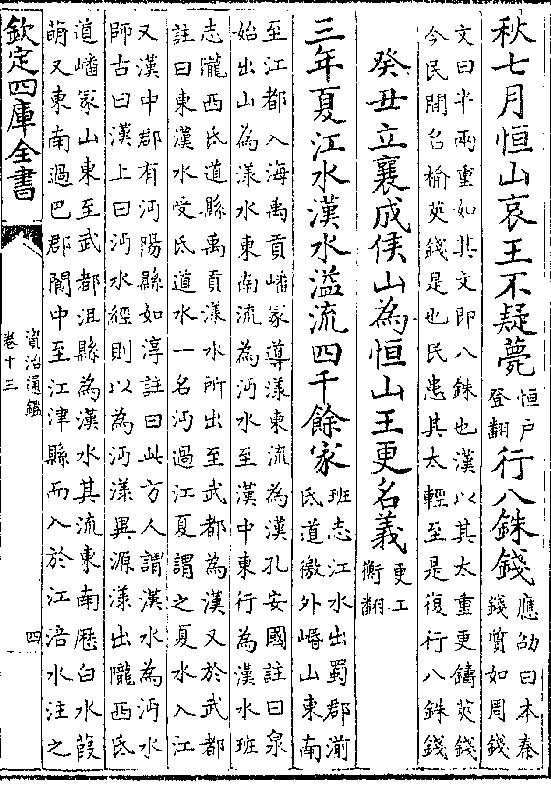 秋七月恒山哀王不疑薨恒戶登翻行八銖錢應劭曰本秦錢質如周錢
文曰半兩重如其文即八銖也漢以其太重更鑄莢錢
今民間名榆莢錢是也民患其太輕至是復行八銖錢
癸丑立襄成侯山為恒山王更名義更工衡翻
三年夏江水漢水溢流四千餘家班志江水出蜀郡湔氐道徼外㟭山東南
至江都入海禹貢嶓冢導漾東流為漢孔安國註曰泉
始出山為漾水東南流為沔水至漢中東行為漢水班
志隴西氐道縣禹貢漾水所出至武都為漢又於武都
註曰東漢水受氐道水一名沔過江夏謂之夏水入江
又漢中郡有沔陽縣如淳註曰此方人謂漢水為沔水
師古曰漢上曰沔水經則以為沔漾異源漾出隴西氐
道嶓冢山東至武都沮縣為漢水其流東南歷白水葭
萌又東南過巴郡閬中至江津縣而入於江涪水注之
欽定四庫全書
資治通鑑
卷十三
四